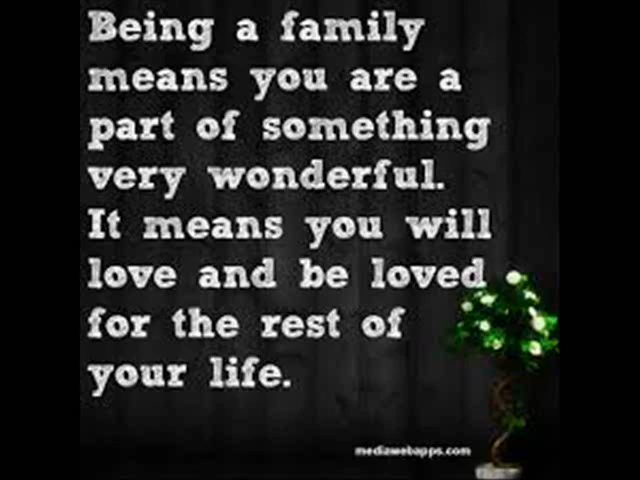 Being a family
means you are a
part of something
very wonderful.
It means you will
love and be loved
for the rest of
your life.
mediawebapps.com